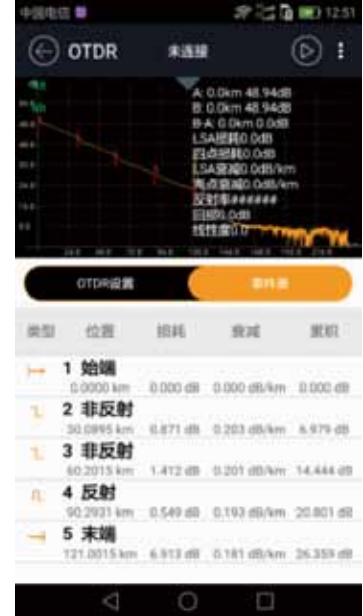 中国电信 12:51
OTDR 未连接
A: 0.0km 48.94dB
B: 0.0km 48.94dB
B-A: 0.0km 0.0dB
LSA损耗0.0dB
四点损耗0.0dB
LSA衰减0.0dB/km
两点衰减0.0dB/km
反射率######
回损0.0dB
线性度0.0
OTDR设置 事件表
类型 位置 损耗 衰减 累积
1 始端
0.0000 km 0.000 dB 0.000 dB/km 0.000 dB
2 非反射
30.0895 km 0.871 dB 0.203 dB/km 6.979 dB
3 非反射
60.2015 km 1.412 dB 0.201 dB/km 14.444 dB
4 反射
90.2931 km 0.549 dB 0.193 dB/km 20.801 dB
5 末端
121.0015 km 6.913 dB 0.181 dB/km 26.359 dB